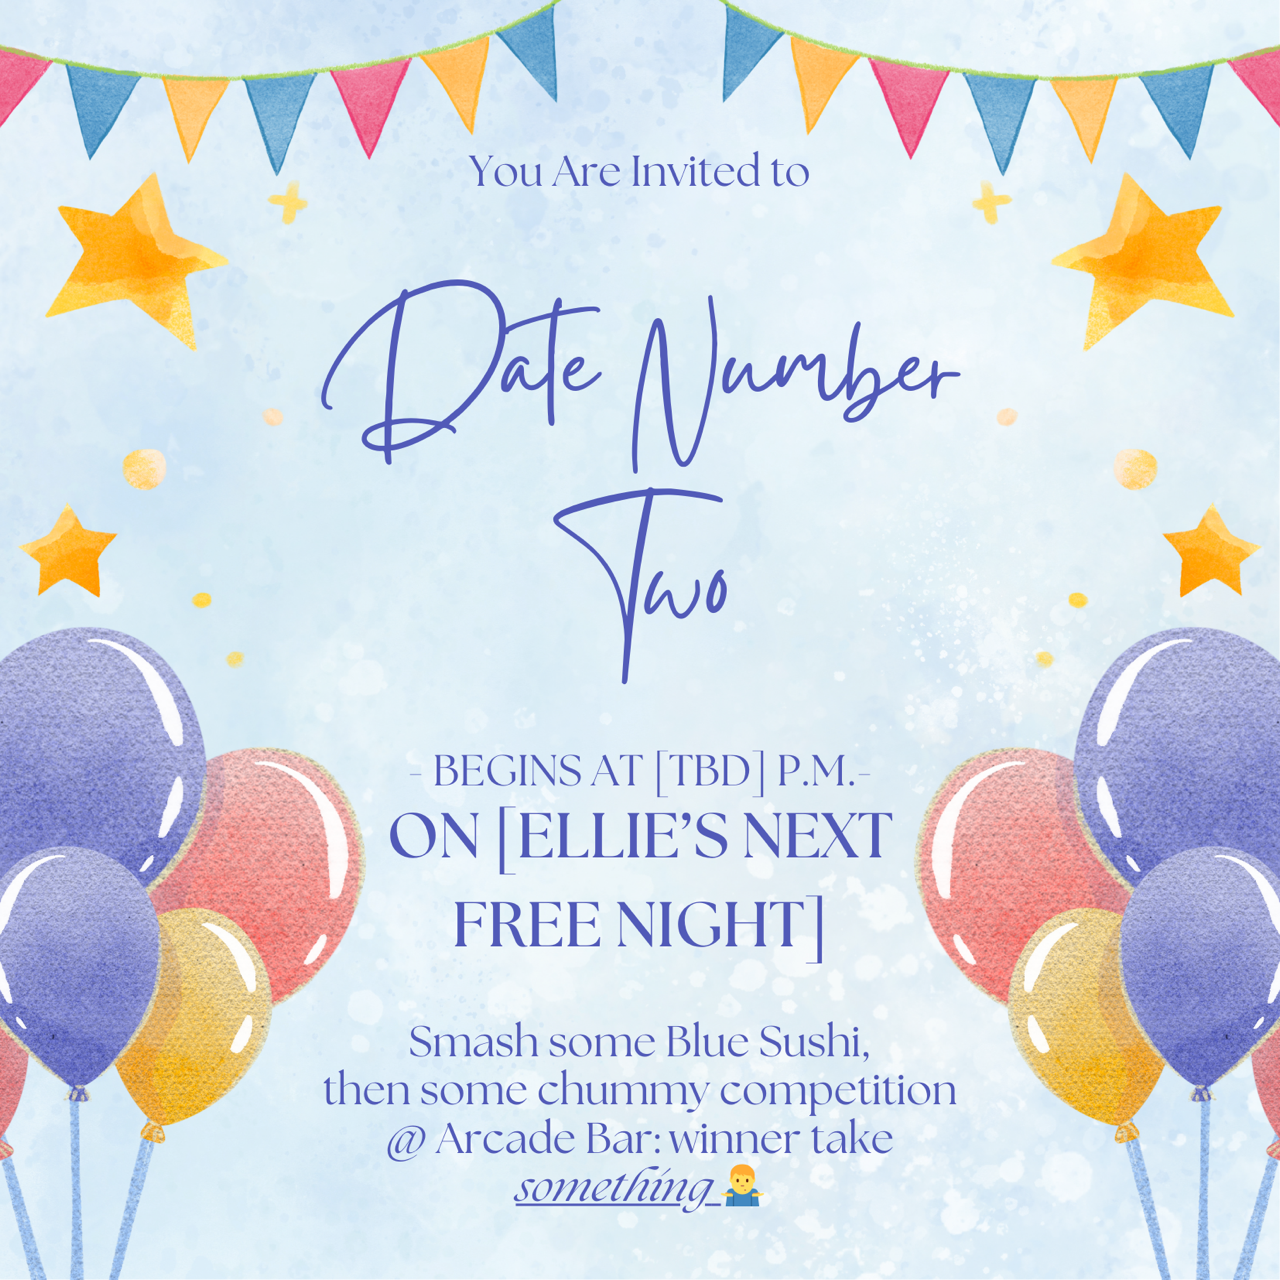 You Are Invited to
Date Number
Two
- BEGINS AT [TBD] P.M.-
ON [ELLIE’S NEXT
FREE NIGHT]
Smash some Blue Sushi,
then some chummy competition
@ Arcade Bar: winner take
something 🤷‍♂️